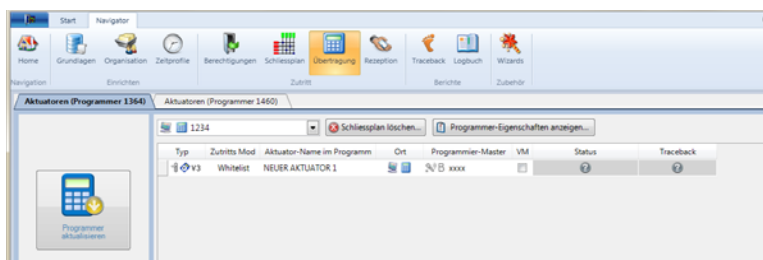 Start Navigator
Home Grundlagen Organisation Zeitprofile Berechtigungen Schliessplan Übertragung Rezeption Traceback Logbuch Wizards
Navigation Einrichten Zutritt Berichte Zubehör
Aktuatoren (Programmer 1364) Aktuatoren (Programmer 1460)
1234 Schliessplan löschen... Programmer-Eigenschaften anzeigen...
Typ Zutritts Mod Aktuator-Name im Programm Ort Programmier-Master VM Status Traceback
V3 Whitelist NEUER AKTUATOR 1 B xxxx
Programmer
aktualisieren